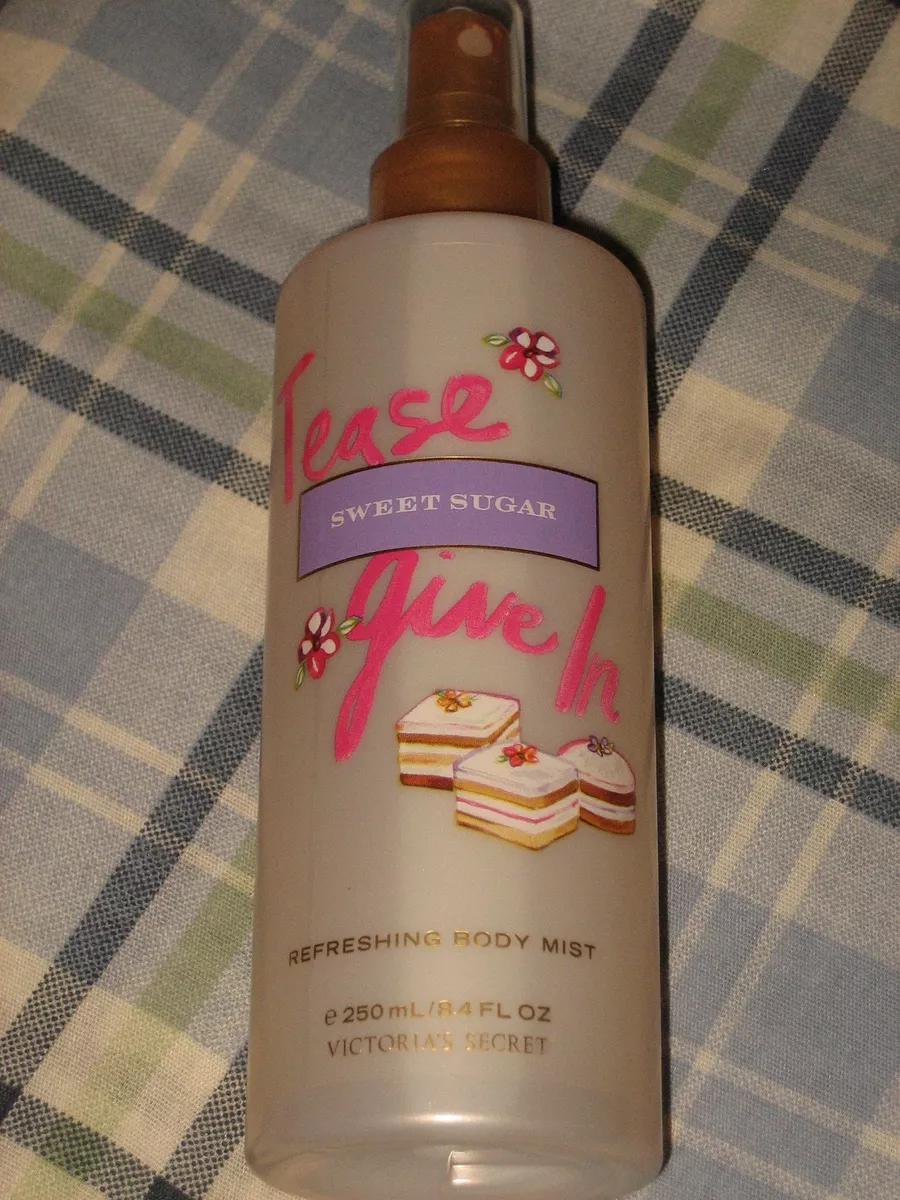 Tease
SWEET SUGAR
give In
REFRESHING BODY MIST
e 250 mL/8.4 FL OZ
VICTORIA'S SECRET